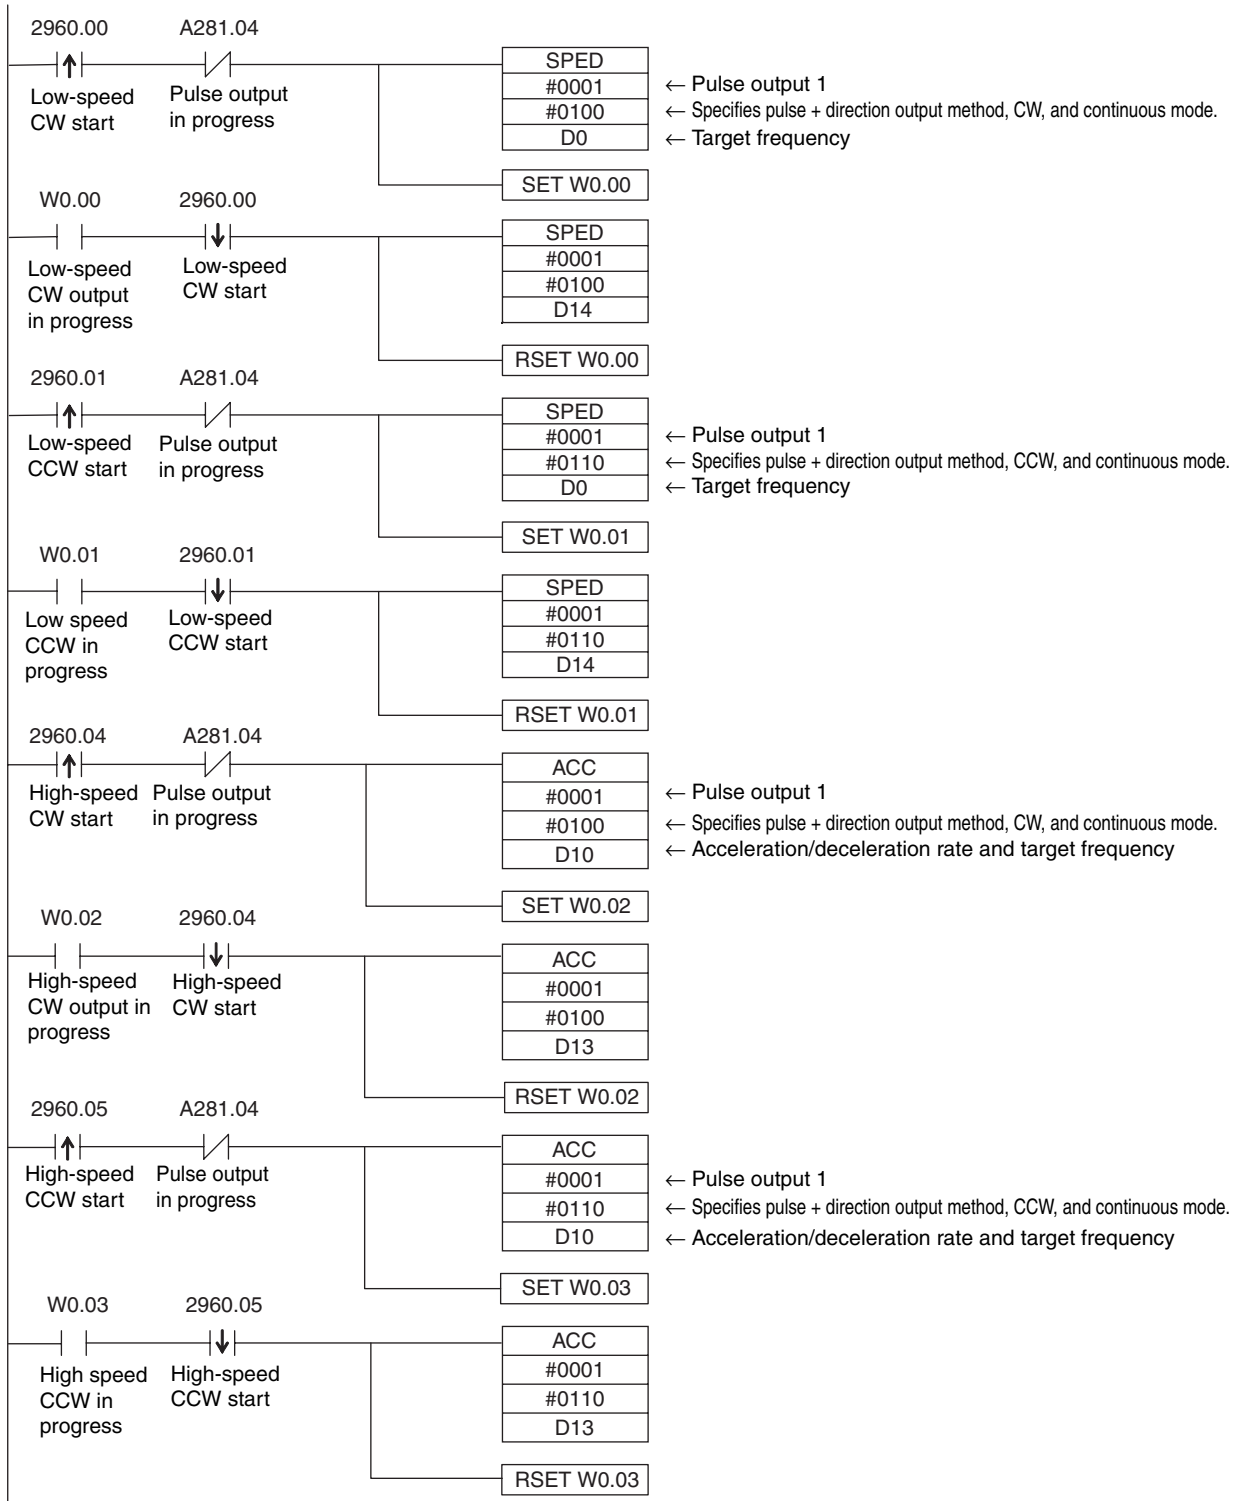 2960.00 A281.04
Low-speed
CW start
Pulse output
in progress
SPED
#0001 ← Pulse output 1
#0100 ← Specifies pulse + direction output method, CW, and continuous mode.
D0 ← Target frequency
SET W0.00
W0.00 2960.00
Low-speed
CW output
in progress
Low-speed
CW start
SPED
#0001
#0100
D14
RSET W0.00
2960.01 A281.04
Low-speed
CCW start
Pulse output
in progress
SPED
#0001 ← Pulse output 1
#0110 ← Specifies pulse + direction output method, CCW, and continuous mode.
D0 ← Target frequency
SET W0.01
W0.01 2960.01
Low speed
CCW in
progress
Low-speed
CCW start
SPED
#0001
#0110
D14
RSET W0.01
2960.04 A281.04
High-speed
CW start
Pulse output
in progress
ACC
#0001 ← Pulse output 1
#0100 ← Specifies pulse + direction output method, CW, and continuous mode.
D10 ← Acceleration/deceleration rate and target frequency
SET W0.02
W0.02 2960.04
High-speed
CW output in
progress
High-speed
CW start
ACC
#0001
#0100
D13
RSET W0.02
2960.05 A281.04
High-speed
CCW start
Pulse output
in progress
ACC
#0001 ← Pulse output 1
#0110 ← Specifies pulse + direction output method, CCW, and continuous mode.
D10 ← Acceleration/deceleration rate and target frequency
SET W0.03
W0.03 2960.05
High speed
CCW in
progress
High-speed
CCW start
ACC
#0001
#0110
D13
RSET W0.03